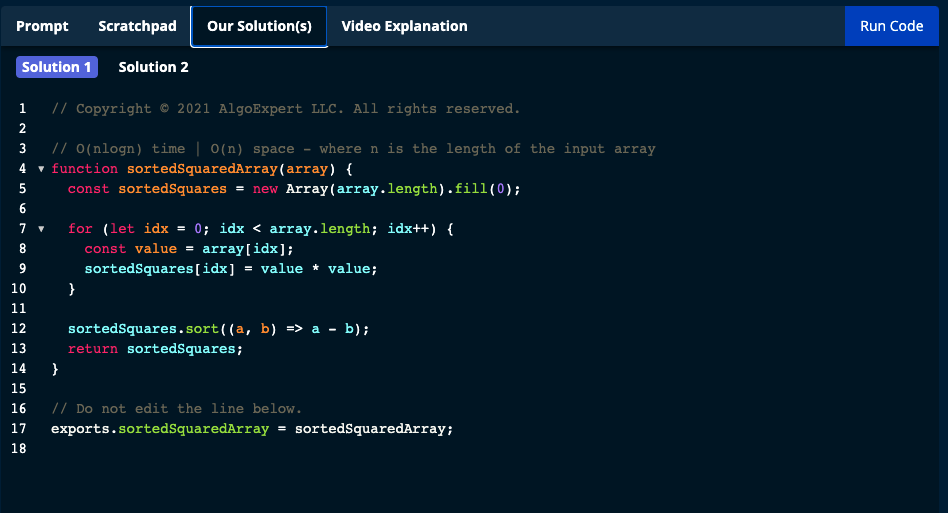 Prompt Scratchpad Our Solution(s) Video Explanation Run Code
Solution 1 Solution 2
1 // Copyright © 2021 AlgoExpert LLC. All rights reserved.
2
3 // O(nlogn) time | O(n) space - where n is the length of the input array
4 function sortedSquaredArray(array) {
5   const sortedSquares = new Array(array.length).fill(0);
6
7   for (let idx = 0; idx < array.length; idx++) {
8     const value = array[idx];
9     sortedSquares[idx] = value * value;
10   }
11
12   sortedSquares.sort((a, b) => a - b);
13   return sortedSquares;
14 }
15
16 // Do not edit the line below.
17 exports.sortedSquaredArray = sortedSquaredArray;
18